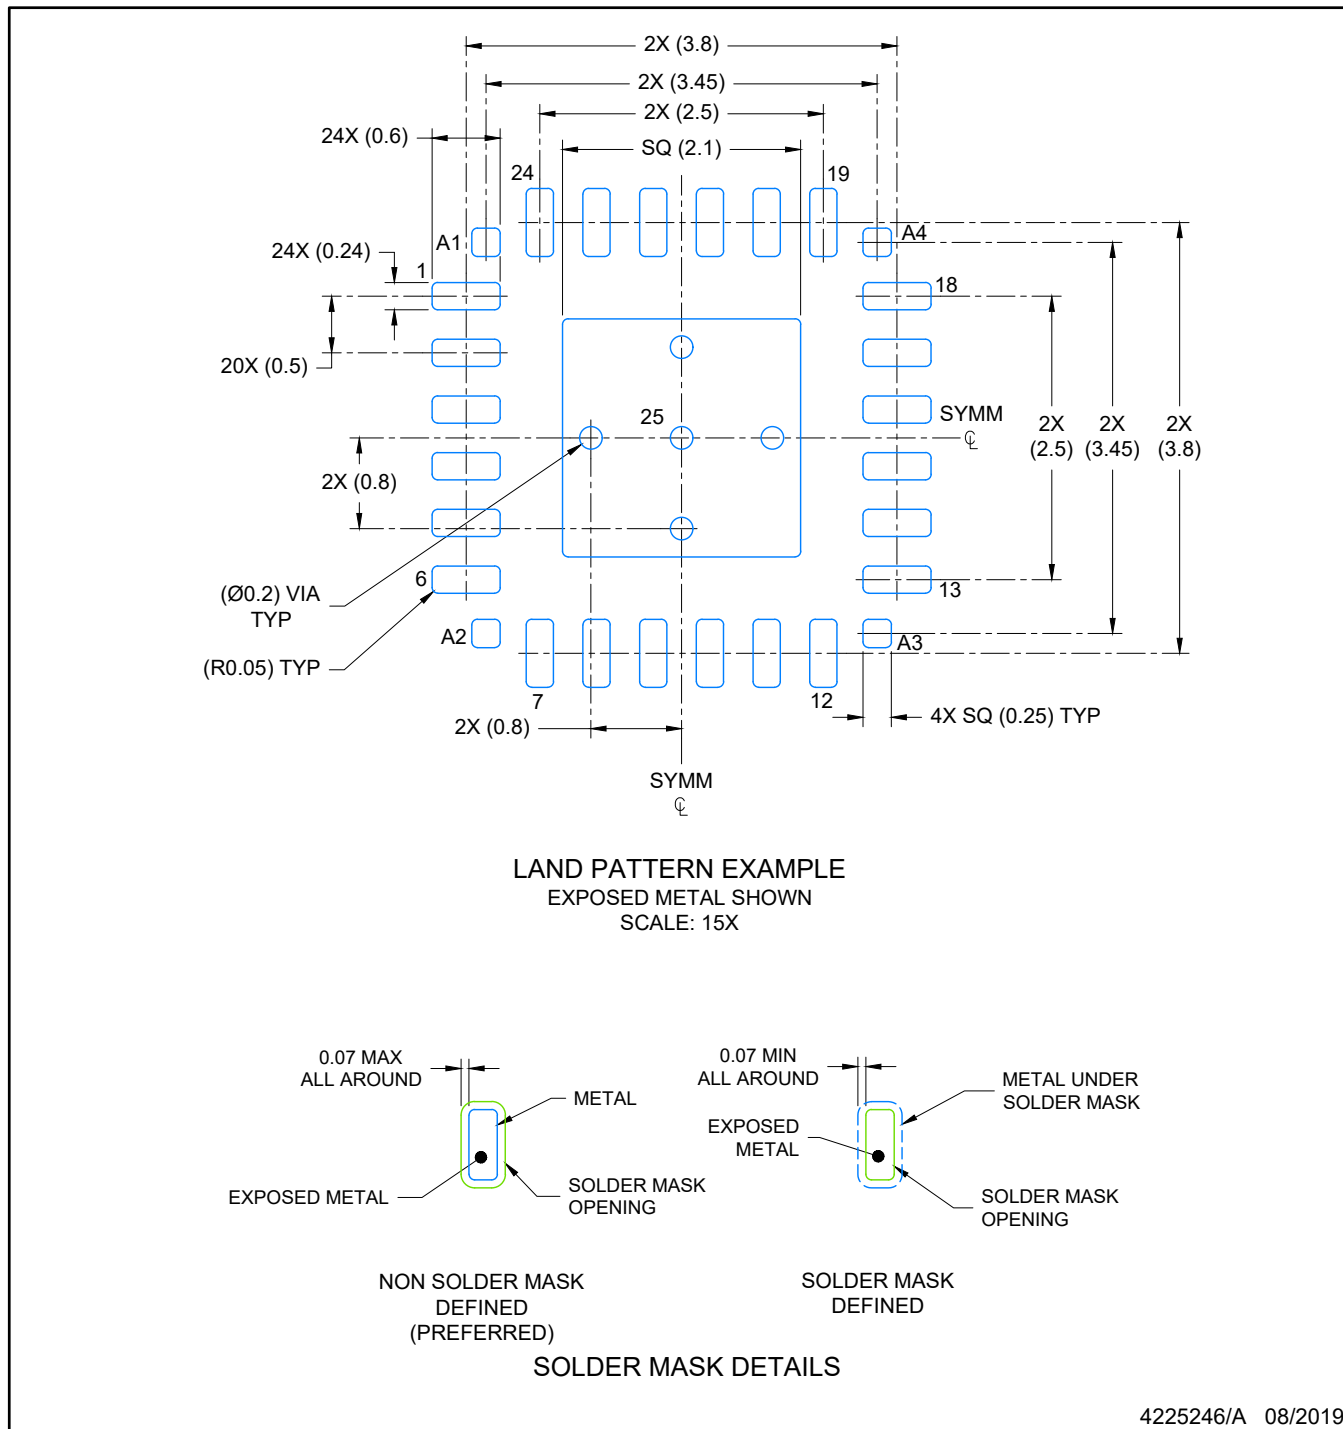 2X (3.8)
2X (3.45)
2X (2.5)
24X (0.6)
SQ (2.1)
24
19
A1
A4
24X (0.24)
1
18
20X (0.5)
25
SYMM
℄
2X
(2.5)
2X
(3.45)
2X
(3.8)
2X (0.8)
6
13
(Ø0.2) VIA
TYP
A2
A3
(R0.05) TYP
7
12
2X (0.8)
4X SQ (0.25) TYP
SYMM
℄
LAND PATTERN EXAMPLE
EXPOSED METAL SHOWN
SCALE: 15X
0.07 MAX
ALL AROUND
METAL
EXPOSED METAL
SOLDER MASK
OPENING
NON SOLDER MASK
DEFINED
(PREFERRED)
0.07 MIN
ALL AROUND
METAL UNDER
SOLDER MASK
EXPOSED
METAL
SOLDER MASK
OPENING
SOLDER MASK
DEFINED
SOLDER MASK DETAILS
4225246/A 08/2019